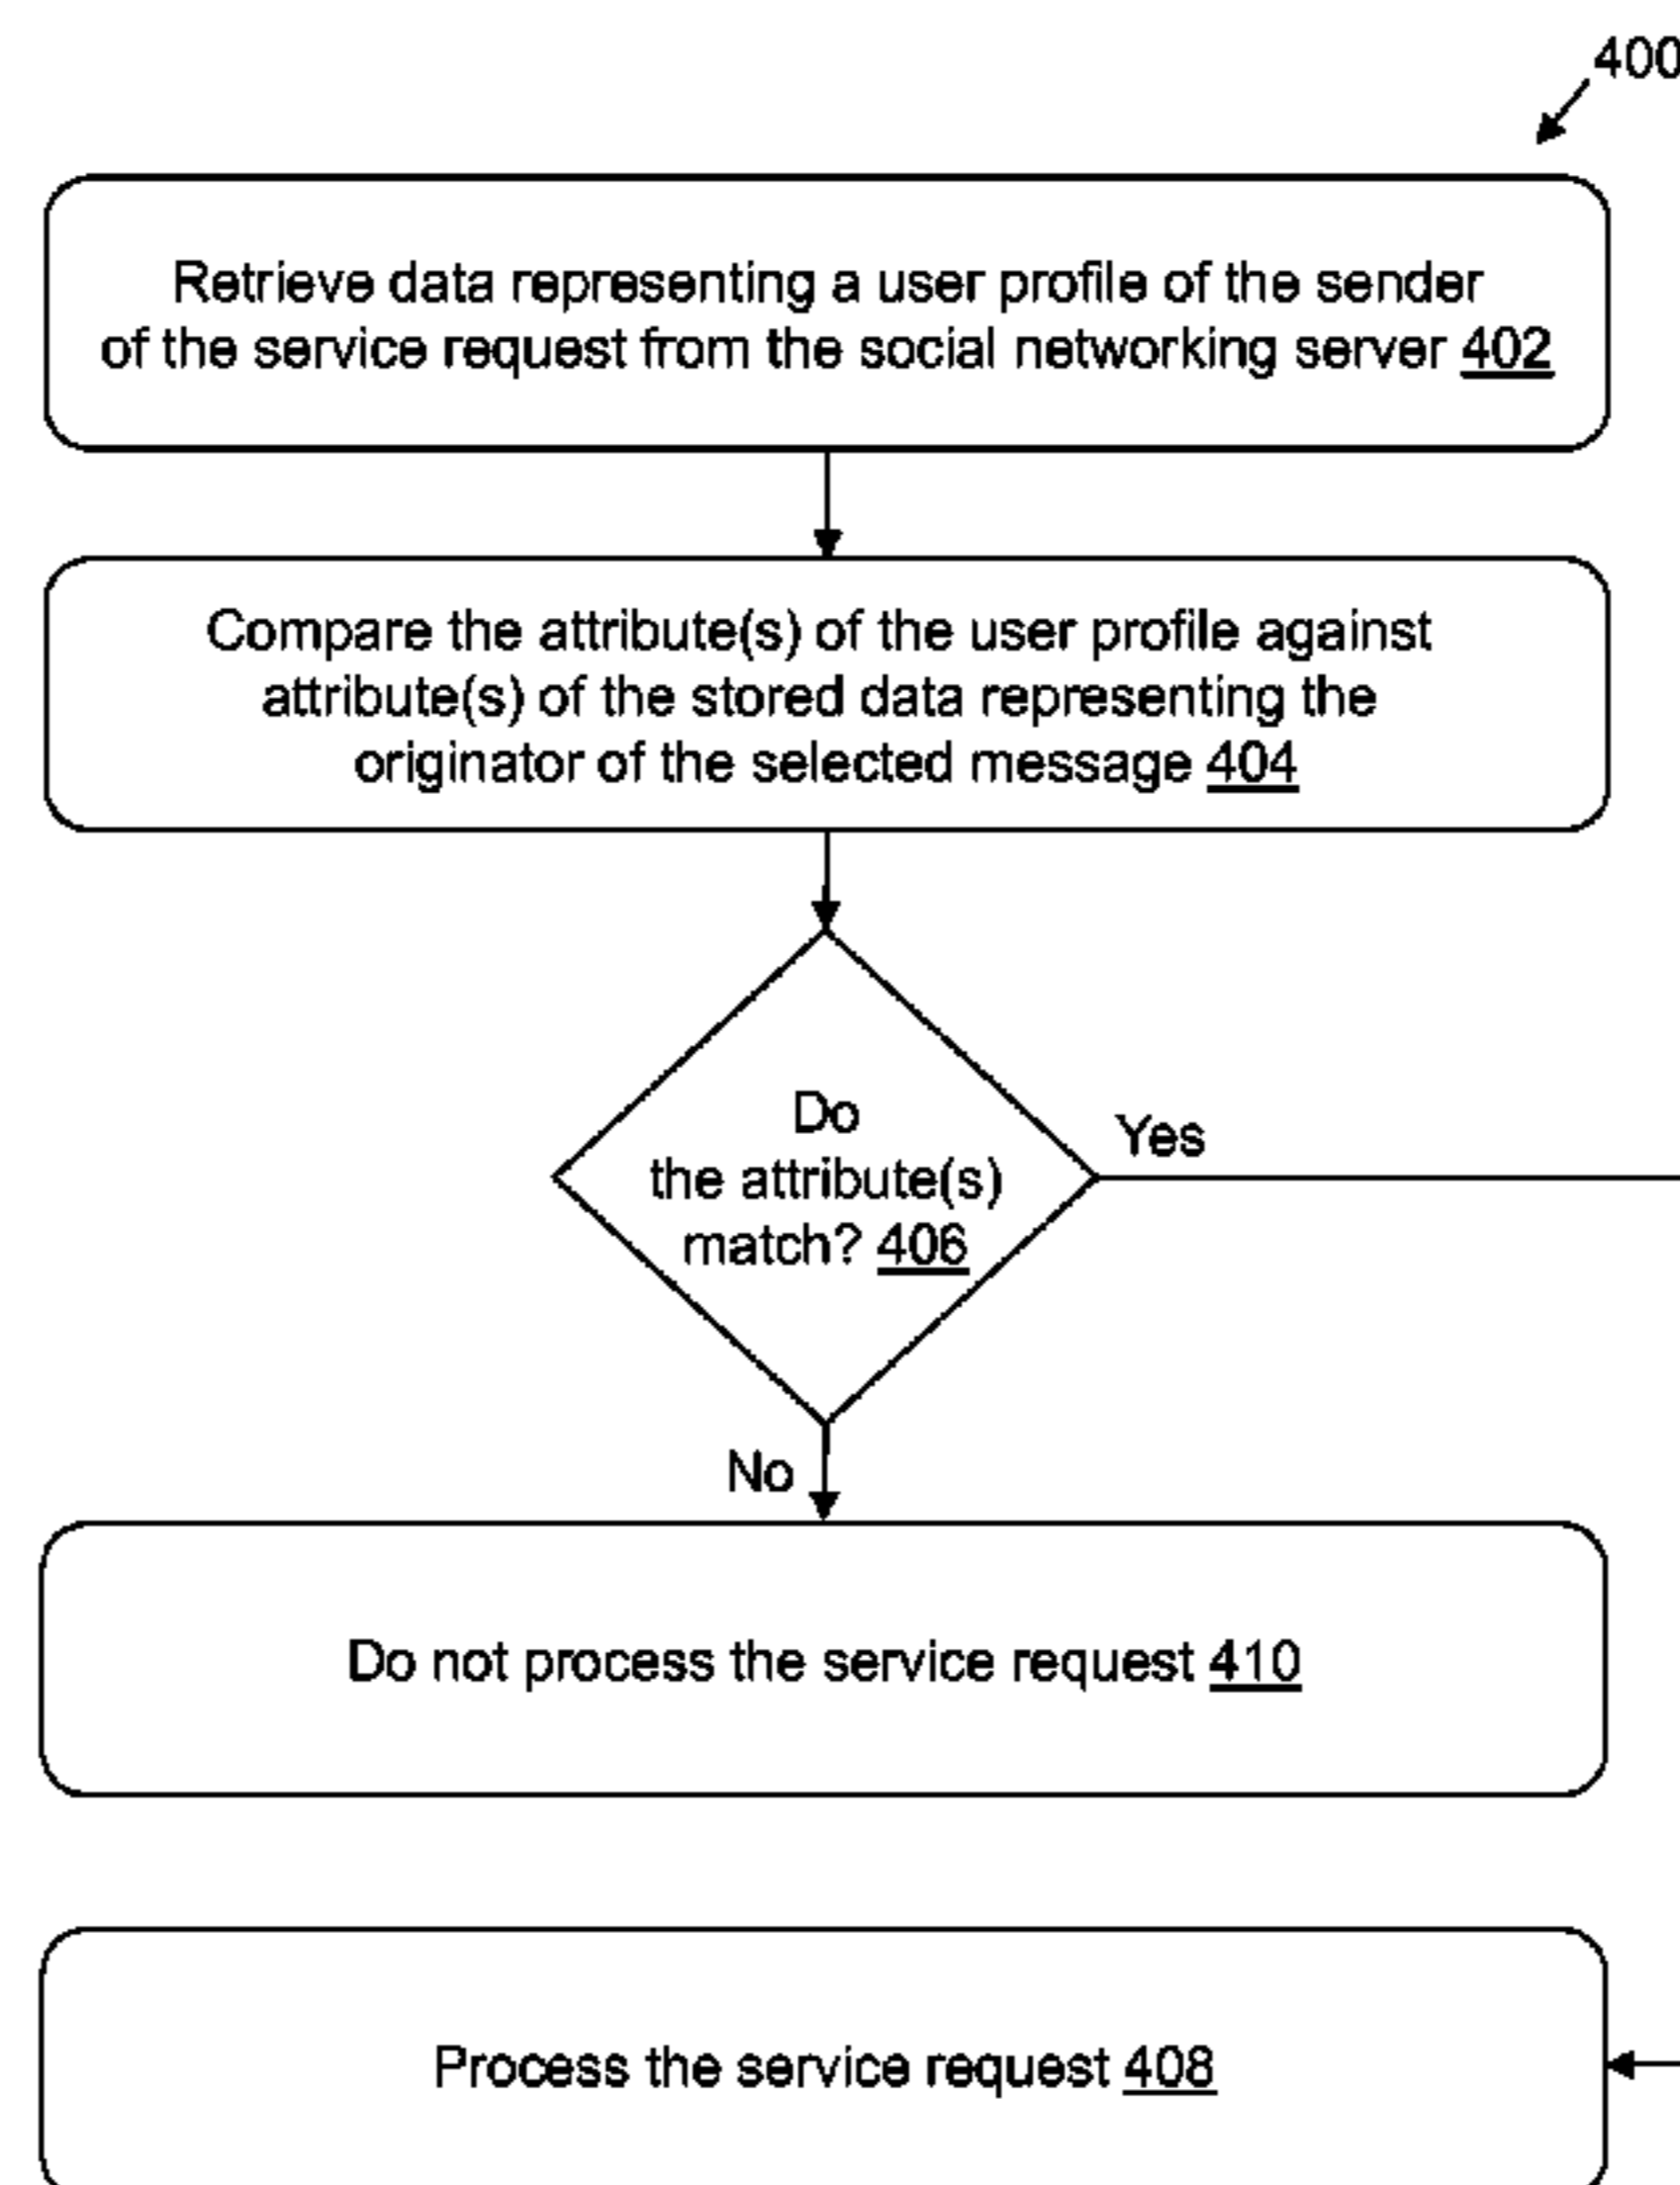 400
Retrieve data representing a user profile of the sender
of the service request from the social networking server 402
Compare the attribute(s) of the user profile against
attribute(s) of the stored data representing the
originator of the selected message 404
Do
the attribute(s)
match? 406
Yes
No
Do not process the service request 410
Process the service request 408